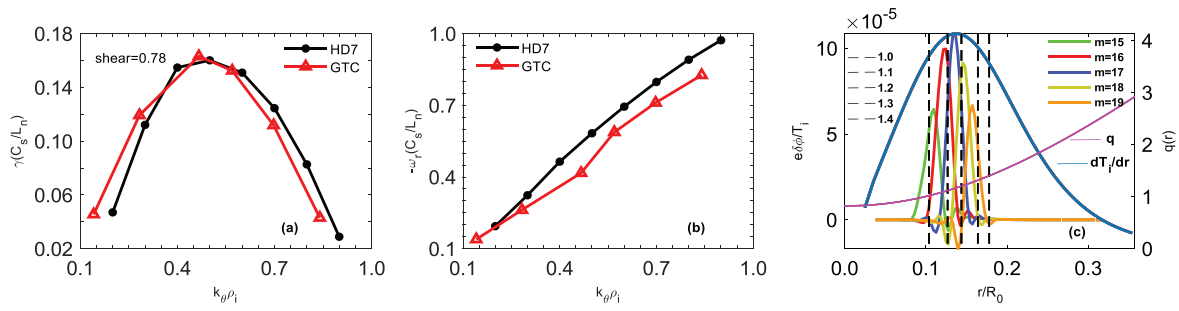 0.18
0.14
0.10
0.06
0.02
0.1
0.4
0.7
1.0
γ(C_s/L_n)
k_θρ_i
shear=0.78
HD7
GTC
(a)
1.0
0.7
0.4
0.1
0.1
0.4
0.7
1.0
-ω_r(C_s/L_n)
k_θρ_i
HD7
GTC
(b)
×10^-5
10
5
0
eδϕ/T_i
1.0
1.1
1.2
1.3
1.4
m=15
m=16
m=17
m=18
m=19
q
dT_i/dr
(c)
4
3
2
1
0
q(r)
0.0
0.1
0.2
0.3
r/R_0